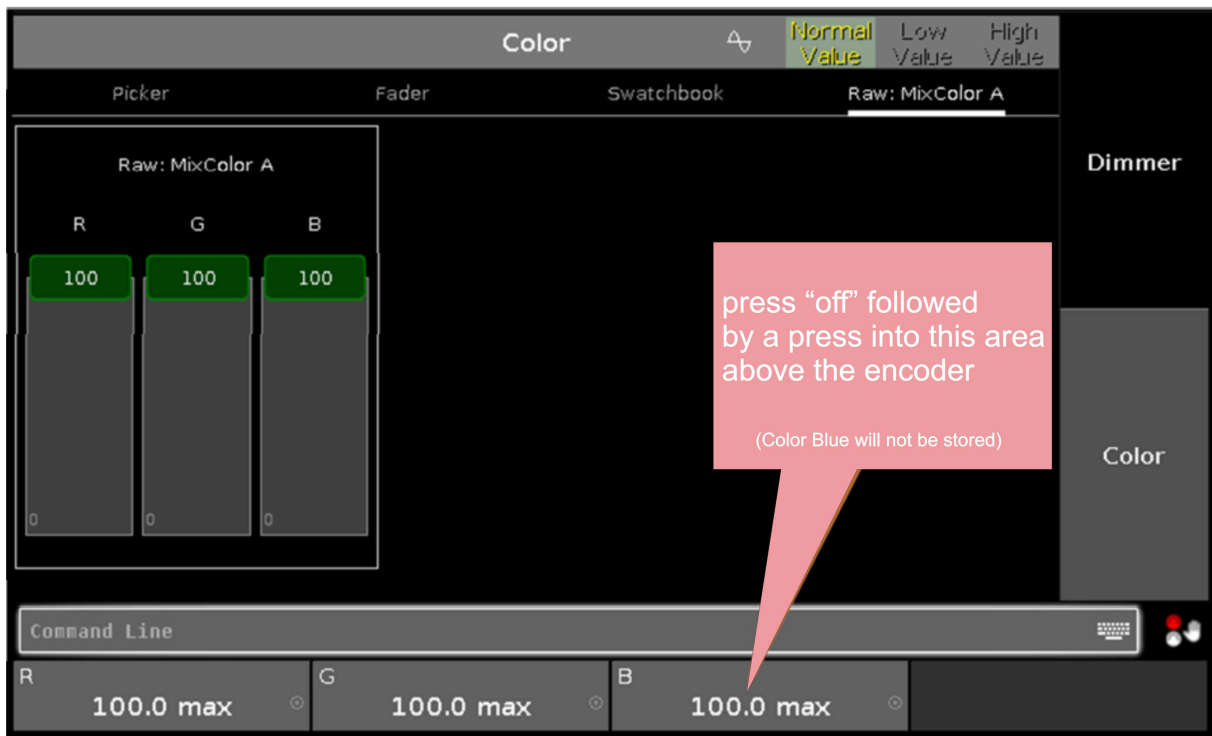 Color
Normal Value
Low Value
High Value
Picker Fader Swatchbook Raw: MixColor A
Dimmer
Raw: MixColor A
R G B
100 100 100
press “off” followed
by a press into this area
above the encoder
(Color Blue will not be stored)
Color
0 0 0
Command Line
R G B
100.0 max 100.0 max 100.0 max